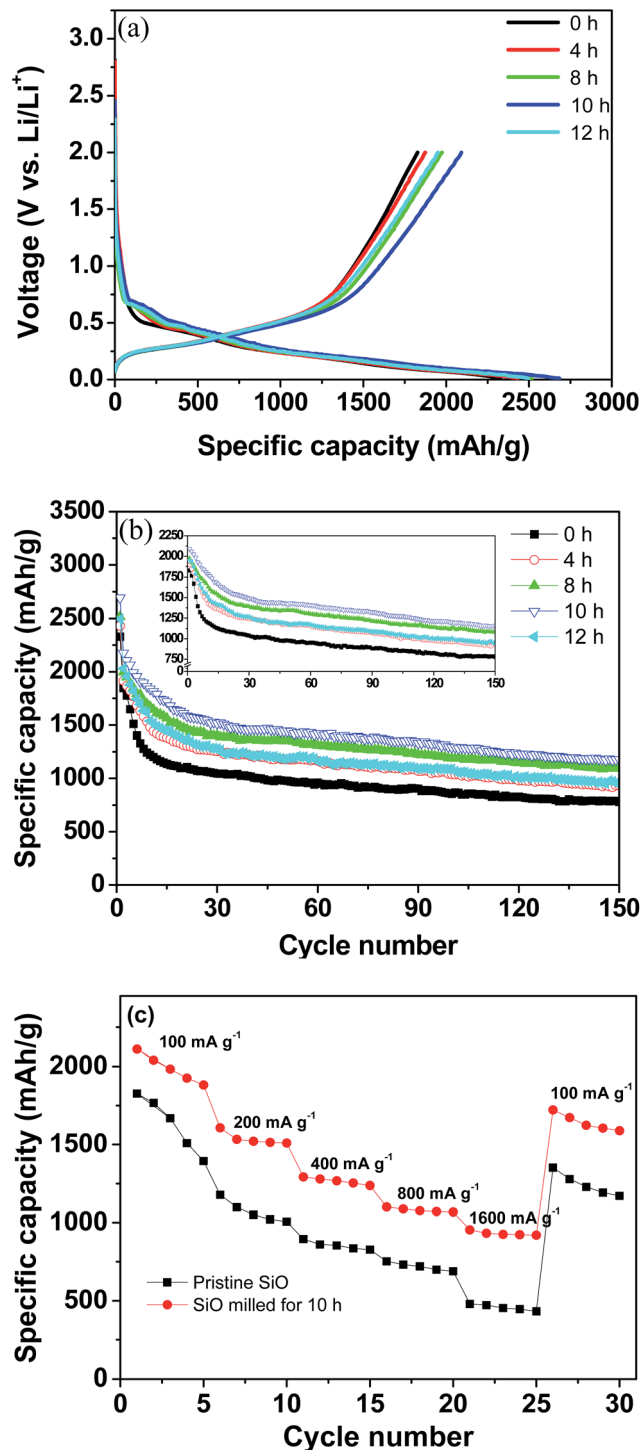 (a)
0 h
4 h
8 h
10 h
12 h
3.0
2.5
2.0
1.5
1.0
0.5
0.0
Voltage (V vs. Li/Li⁺)
0 500 1000 1500 2000 2500 3000
Specific capacity (mAh/g)
(b)
0 h
4 h
8 h
10 h
12 h
3500
3000
2500
2000
1500
1000
500
0
Specific capacity (mAh/g)
2250
2000
1750
1500
1250
1000
750
0
0 30 60 90 120 150
0 30 60 90 120 150
Cycle number
(c)
100 mA g⁻¹
200 mA g⁻¹
400 mA g⁻¹
800 mA g⁻¹
1600 mA g⁻¹
100 mA g⁻¹
2000
1500
1000
500
0
Specific capacity (mAh/g)
Pristine SiO
SiO milled for 10 h
0 5 10 15 20 25 30
Cycle number